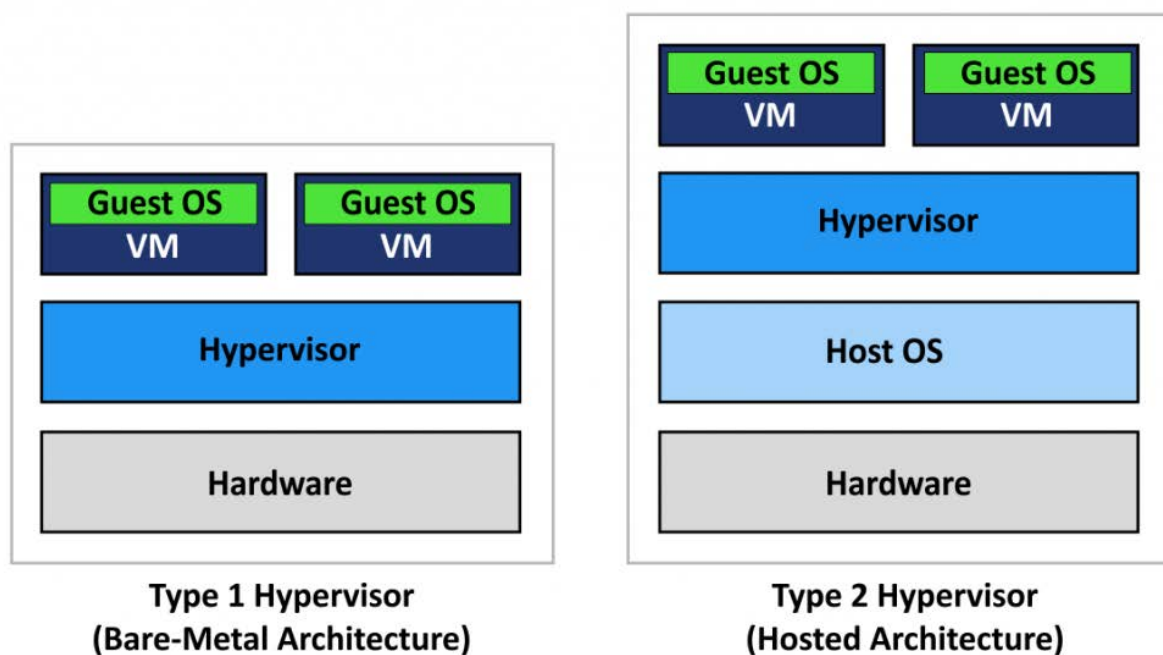 Guest OS
VM
Guest OS
VM
Hypervisor
Hardware
Type 1 Hypervisor
(Bare-Metal Architecture)
Guest OS
VM
Guest OS
VM
Hypervisor
Host OS
Hardware
Type 2 Hypervisor
(Hosted Architecture)